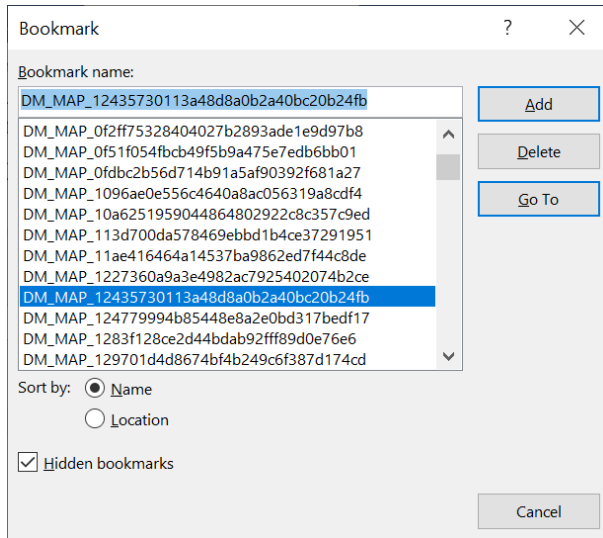 Bookmark
?
Bookmark name:
DM_MAP_12435730113a48d8a0b2a40bc20b24fb
Add
DM_MAP_0f2ff75328404027b2893ade1e9d97b8
DM_MAP_0f51f054fbcb49f5b9a475e7edb6bb01
Delete
DM_MAP_0fdbc2b56d714b91a5af90392f681a27
DM_MAP_1096ae0e556c4640a8ac056319a8cdf4
Go To
DM_MAP_10a6251959044864802922c8c357c9ed
DM_MAP_113d700da578469ebbd1b4ce37291951
DM_MAP_11ae416464a14537ba9862ed7f44c8de
DM_MAP_1227360a9a3e4982ac7925402074b2ce
DM_MAP_12435730113a48d8a0b2a40bc20b24fb
DM_MAP_124779994b85448e8a2e0bd317bedf17
DM_MAP_1283f128ce2d44bdab92fff89d0e76e6
DM_MAP_129701d4d8674bf4b249c6f387d174cd
Sort by:
Name
Location
Hidden bookmarks
Cancel